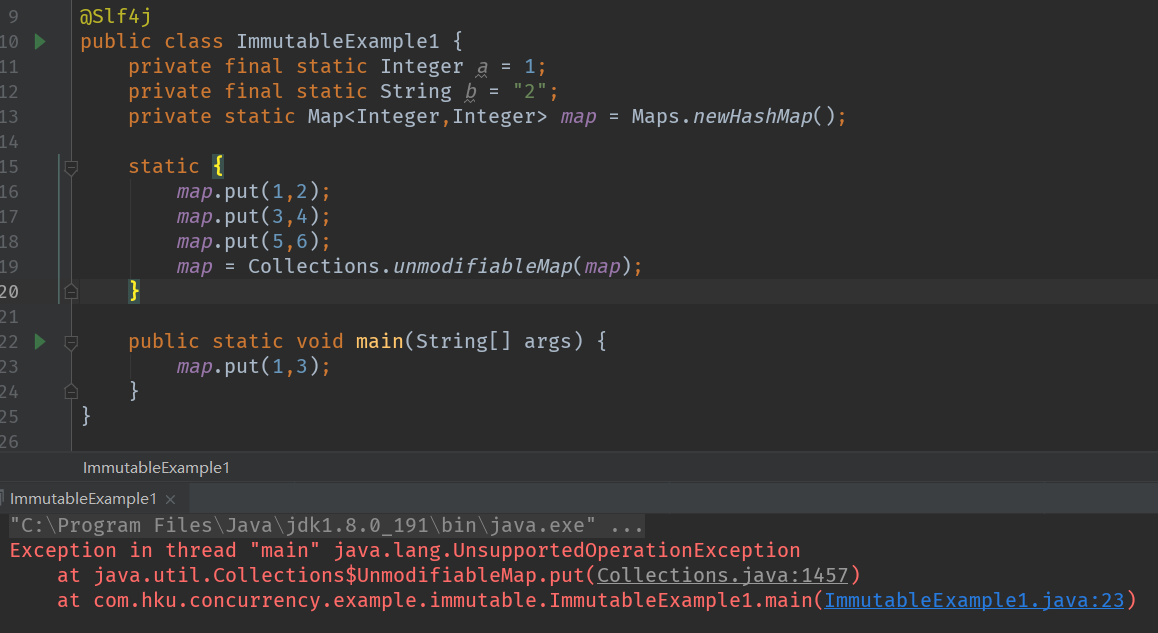 9 @Slf4j
10 public class ImmutableExample1 {
11 private final static Integer a = 1;
12 private final static String b = "2";
13 private static Map<Integer,Integer> map = Maps.newHashMap();
14
15 static {
16 map.put(1,2);
17 map.put(3,4);
18 map.put(5,6);
19 map = Collections.unmodifiableMap(map);
20 }
21
22 public static void main(String[] args) {
23 map.put(1,3);
24 }
25 }
26
ImmutableExample1
ImmutableExample1 ×
"C:\Program Files\Java\jdk1.8.0_191\bin\java.exe" ...
Exception in thread "main" java.lang.UnsupportedOperationException
at java.util.Collections$UnmodifiableMap.put(Collections.java:1457)
at com.hku.concurrency.example.immutable.ImmutableExample1.main(ImmutableExample1.java:23)